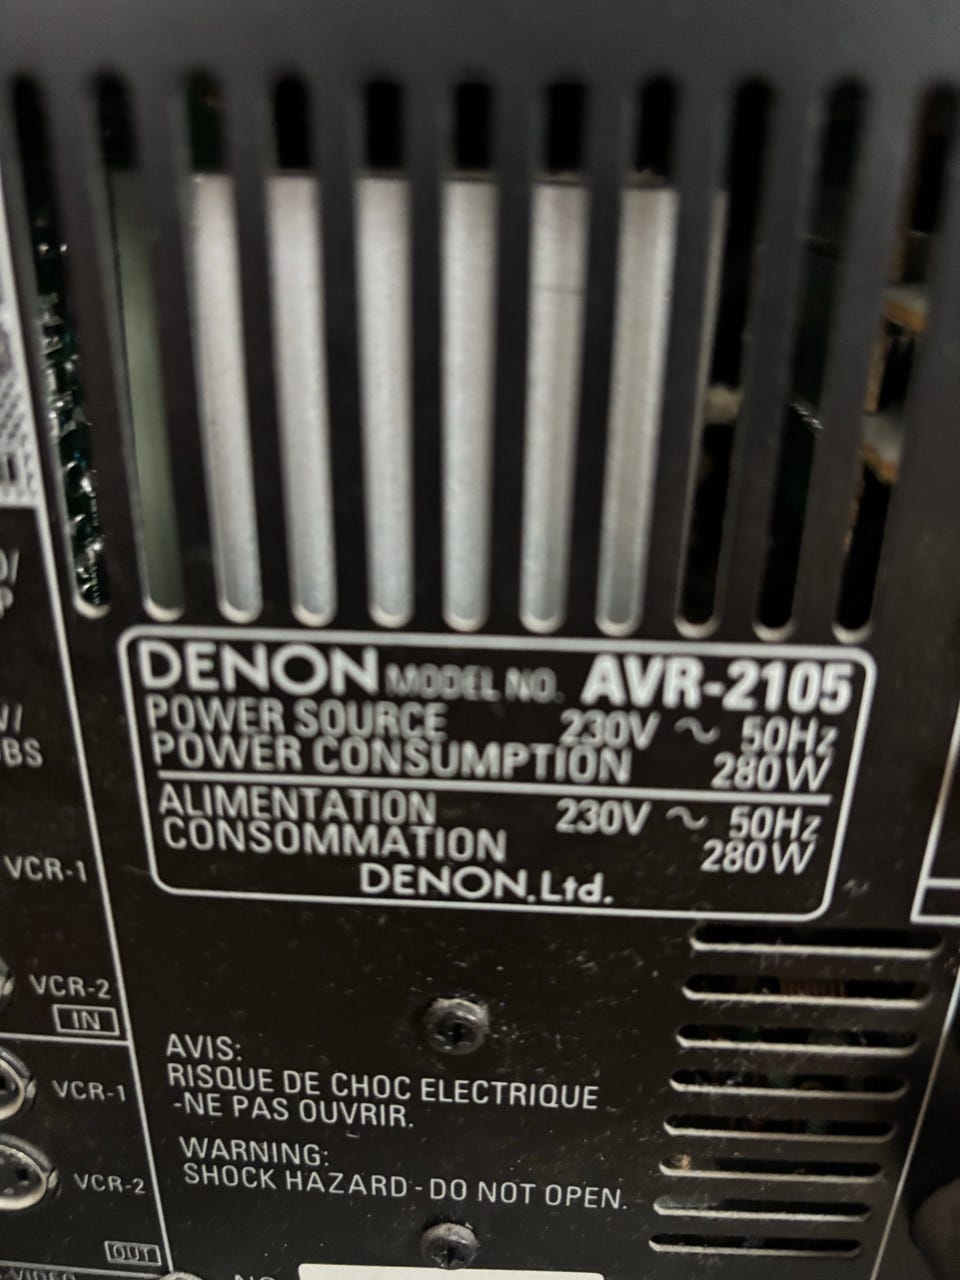 DENON MODEL NO. AVR-2105
POWER SOURCE 230V ~ 50Hz
POWER CONSUMPTION 280W
ALIMENTATION 230V ~ 50Hz
CONSOMMATION 280W
DENON, Ltd.
VCR-1
VCR-2
IN
VCR-1
VCR-2
OUT
AVIS:
RISQUE DE CHOC ELECTRIQUE
-NE PAS OUVRIR.
WARNING:
SHOCK HAZARD - DO NOT OPEN.